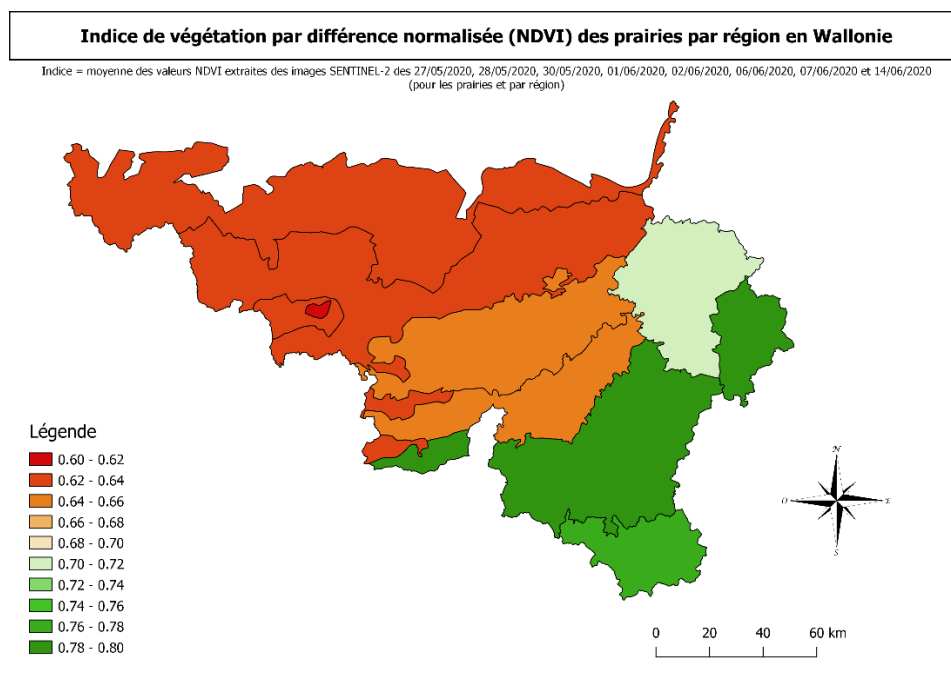 Indice de végétation par différence normalisée (NDVI) des prairies par région en Wallonie
Indice = moyenne des valeurs NDVI extraites des images SENTINEL-2 des 27/05/2020, 28/05/2020, 30/05/2020, 01/06/2020, 02/06/2020, 06/06/2020, 07/06/2020 et 14/06/2020
(pour les prairies et par région)
Légende
0.60 - 0.62
0.62 - 0.64
0.64 - 0.66
0.66 - 0.68
0.68 - 0.70
0.70 - 0.72
0.72 - 0.74
0.74 - 0.76
0.76 - 0.78
0.78 - 0.80
N
O E
S
0 20 40 60 km